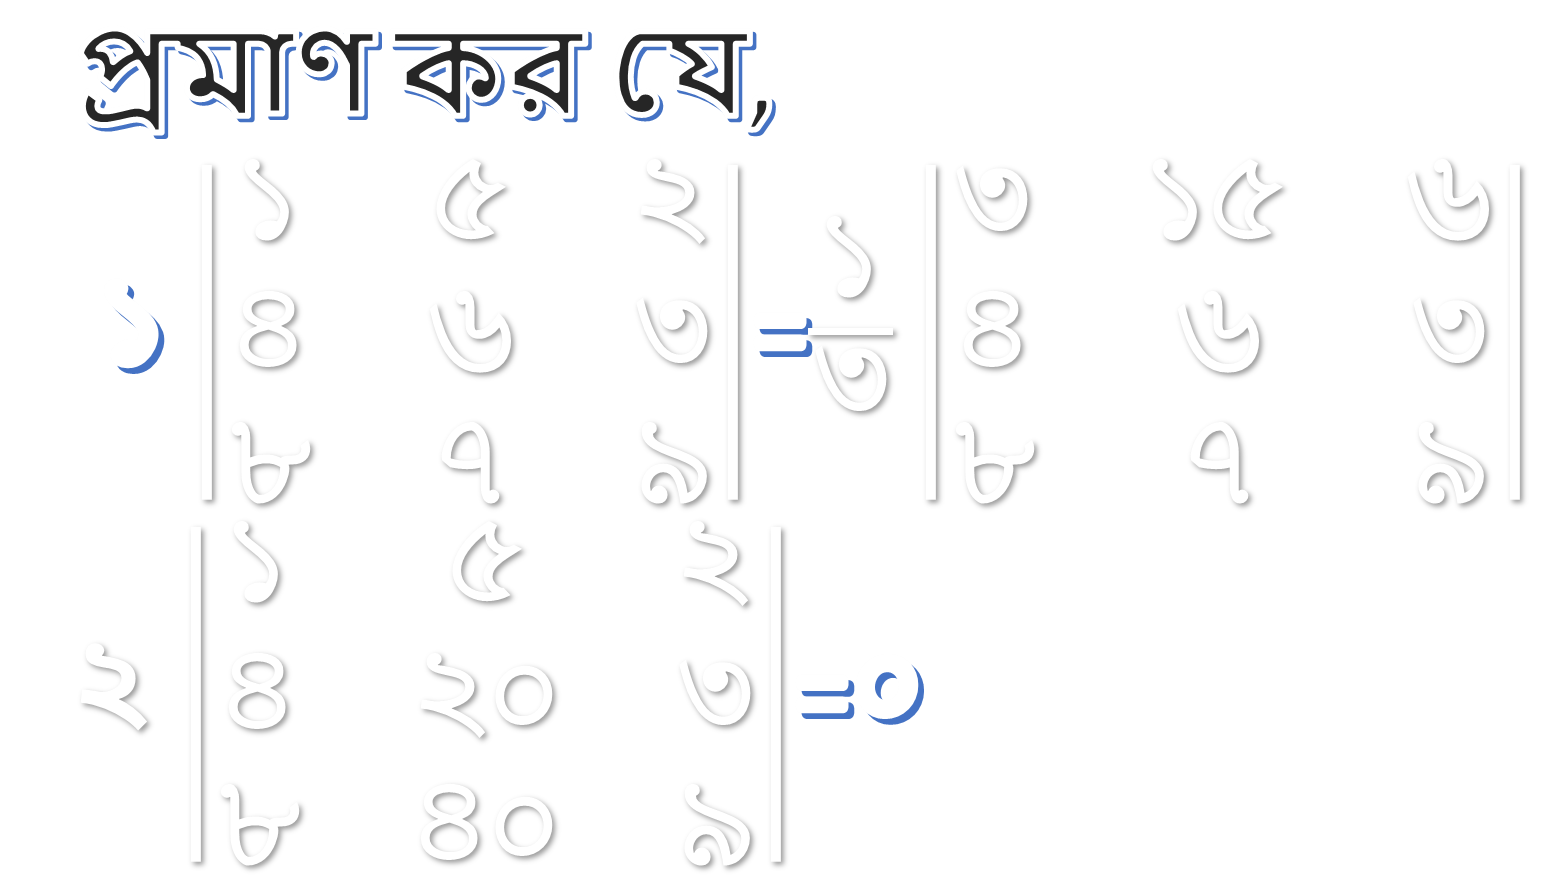 প্রমাণ কর যে,
১ | ১ ৫ ২ | = ১/৩ | ৩ ১৫ ৬ |
| ৪ ৬ ৩ | | ৪ ৬ ৩ |
| ৮ ৭ ৯ | | ৮ ৭ ৯ |
২ | ১ ৫ ২ | =০
| ৪ ২০ ৩ |
| ৮ ৪০ ৯ |